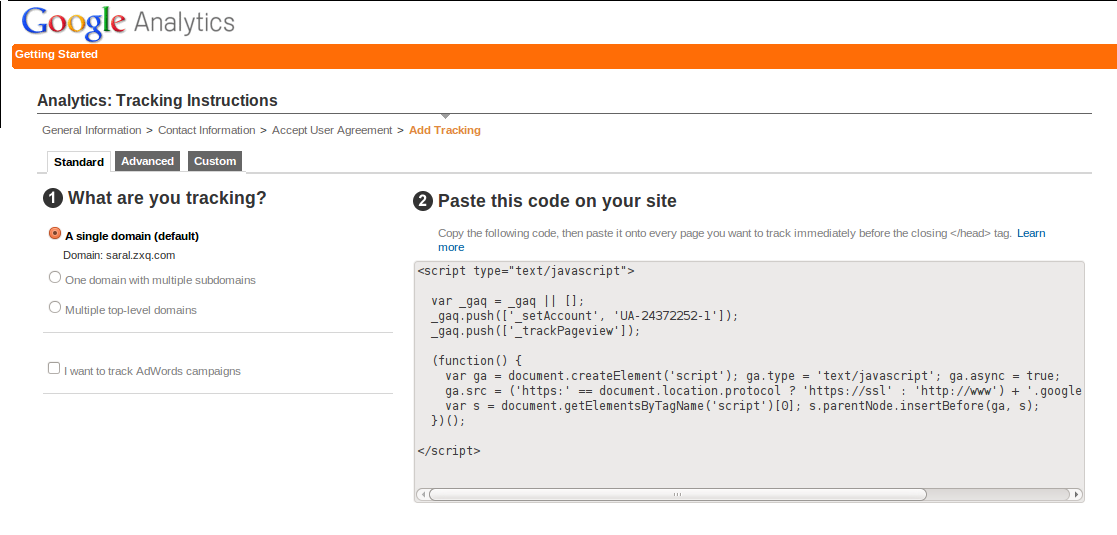 Google Analytics
Getting Started
Analytics: Tracking Instructions
General Information > Contact Information > Accept User Agreement > Add Tracking
Standard Advanced Custom
1 What are you tracking?
A single domain (default)
Domain: saral.zxq.com
One domain with multiple subdomains
Multiple top-level domains
I want to track AdWords campaigns
2 Paste this code on your site
Copy the following code, then paste it onto every page you want to track immediately before the closing </head> tag. Learn
more
<script type="text/javascript">
var _gaq = _gaq || [];
_gaq.push(['_setAccount', 'UA-24372252-1']);
_gaq.push(['_trackPageview']);
(function() {
var ga = document.createElement('script'); ga.type = 'text/javascript'; ga.async = true;
ga.src = ('https:' == document.location.protocol ? 'https://ssl' : 'http://www') + '.google
var s = document.getElementsByTagName('script')[0]; s.parentNode.insertBefore(ga, s);
})();
</script>